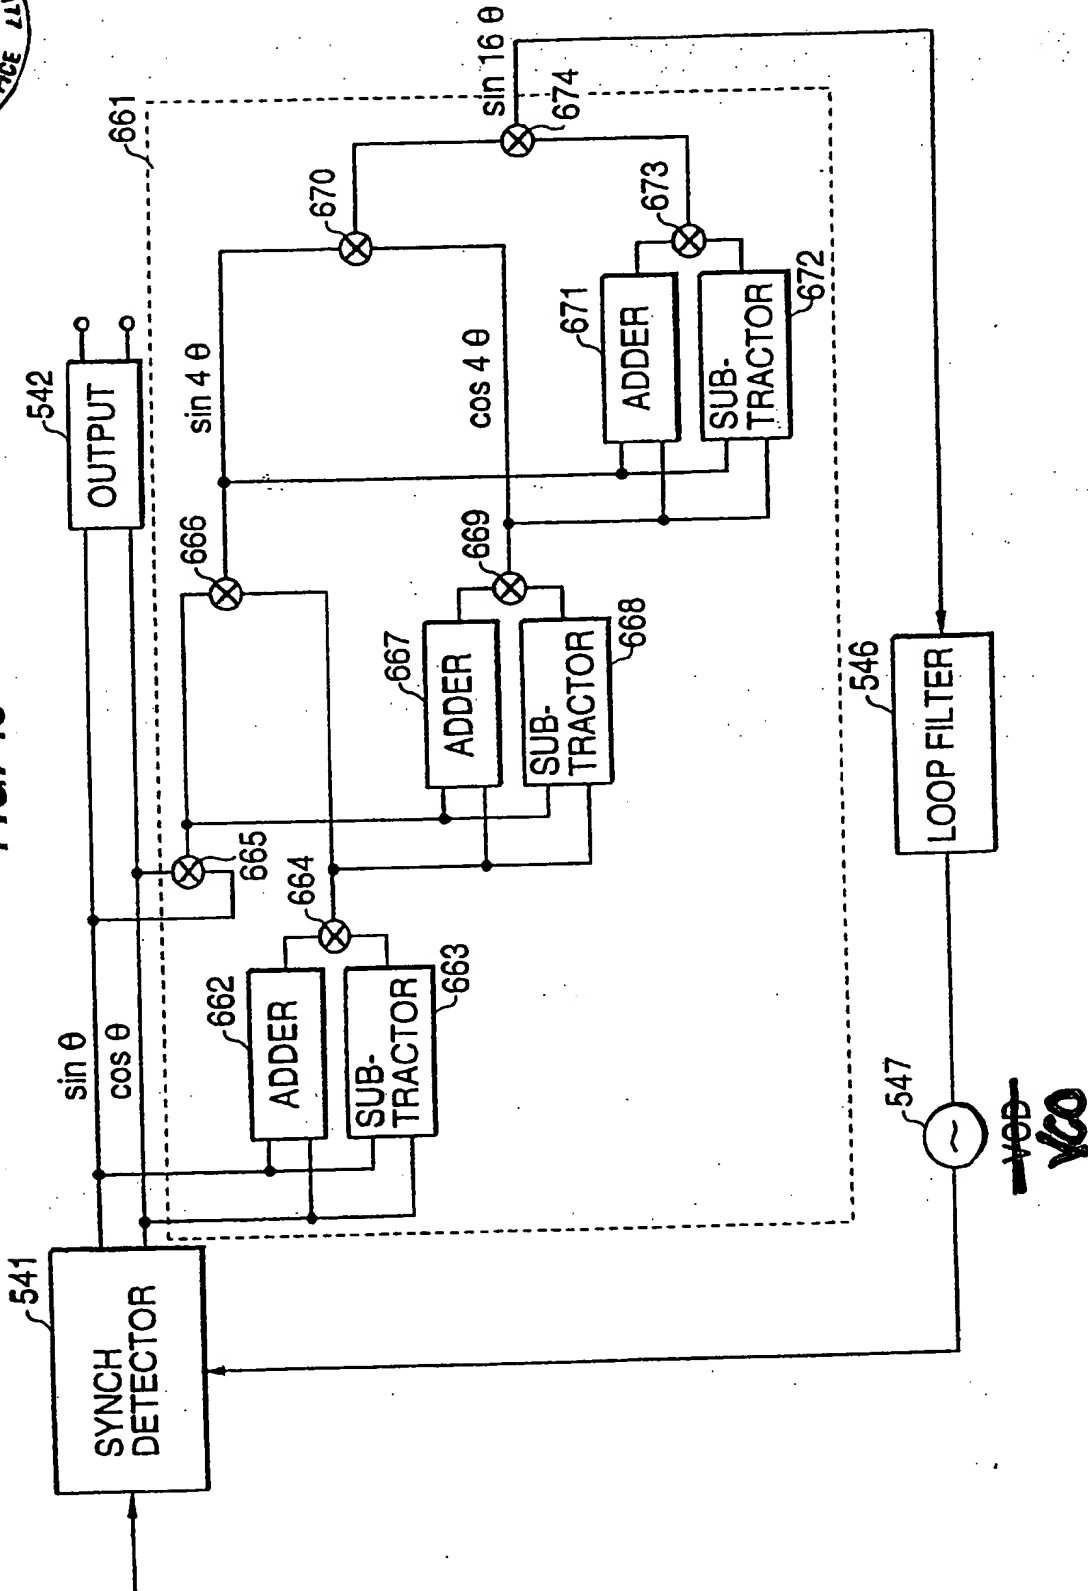 661
sin 16 θ
674
670
673
542
OUTPUT
sin 4 θ
cos 4 θ
671
ADDER
SUB-
TRACTOR
672
666
669
667
ADDER
SUB-
TRACTOR
668
665
664
sin θ
cos θ
662
ADDER
SUB-
TRACTOR
663
541
SYNCH
DETECTOR
546
LOOP FILTER
547
~
VCO